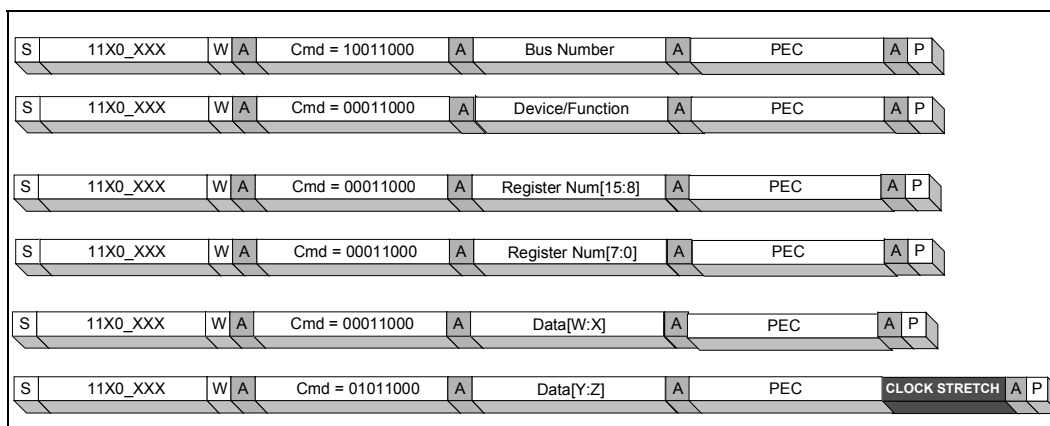 S 11X0_XXX W A Cmd = 10011000 A Bus Number A PEC A P
S 11X0_XXX W A Cmd = 00011000 A Device/Function A PEC A P
S 11X0_XXX W A Cmd = 00011000 A Register Num[15:8] A PEC A P
S 11X0_XXX W A Cmd = 00011000 A Register Num[7:0] A PEC A P
S 11X0_XXX W A Cmd = 00011000 A Data[W:X] A PEC A P
S 11X0_XXX W A Cmd = 01011000 A Data[Y:Z] A PEC CLOCK STRETCH A P